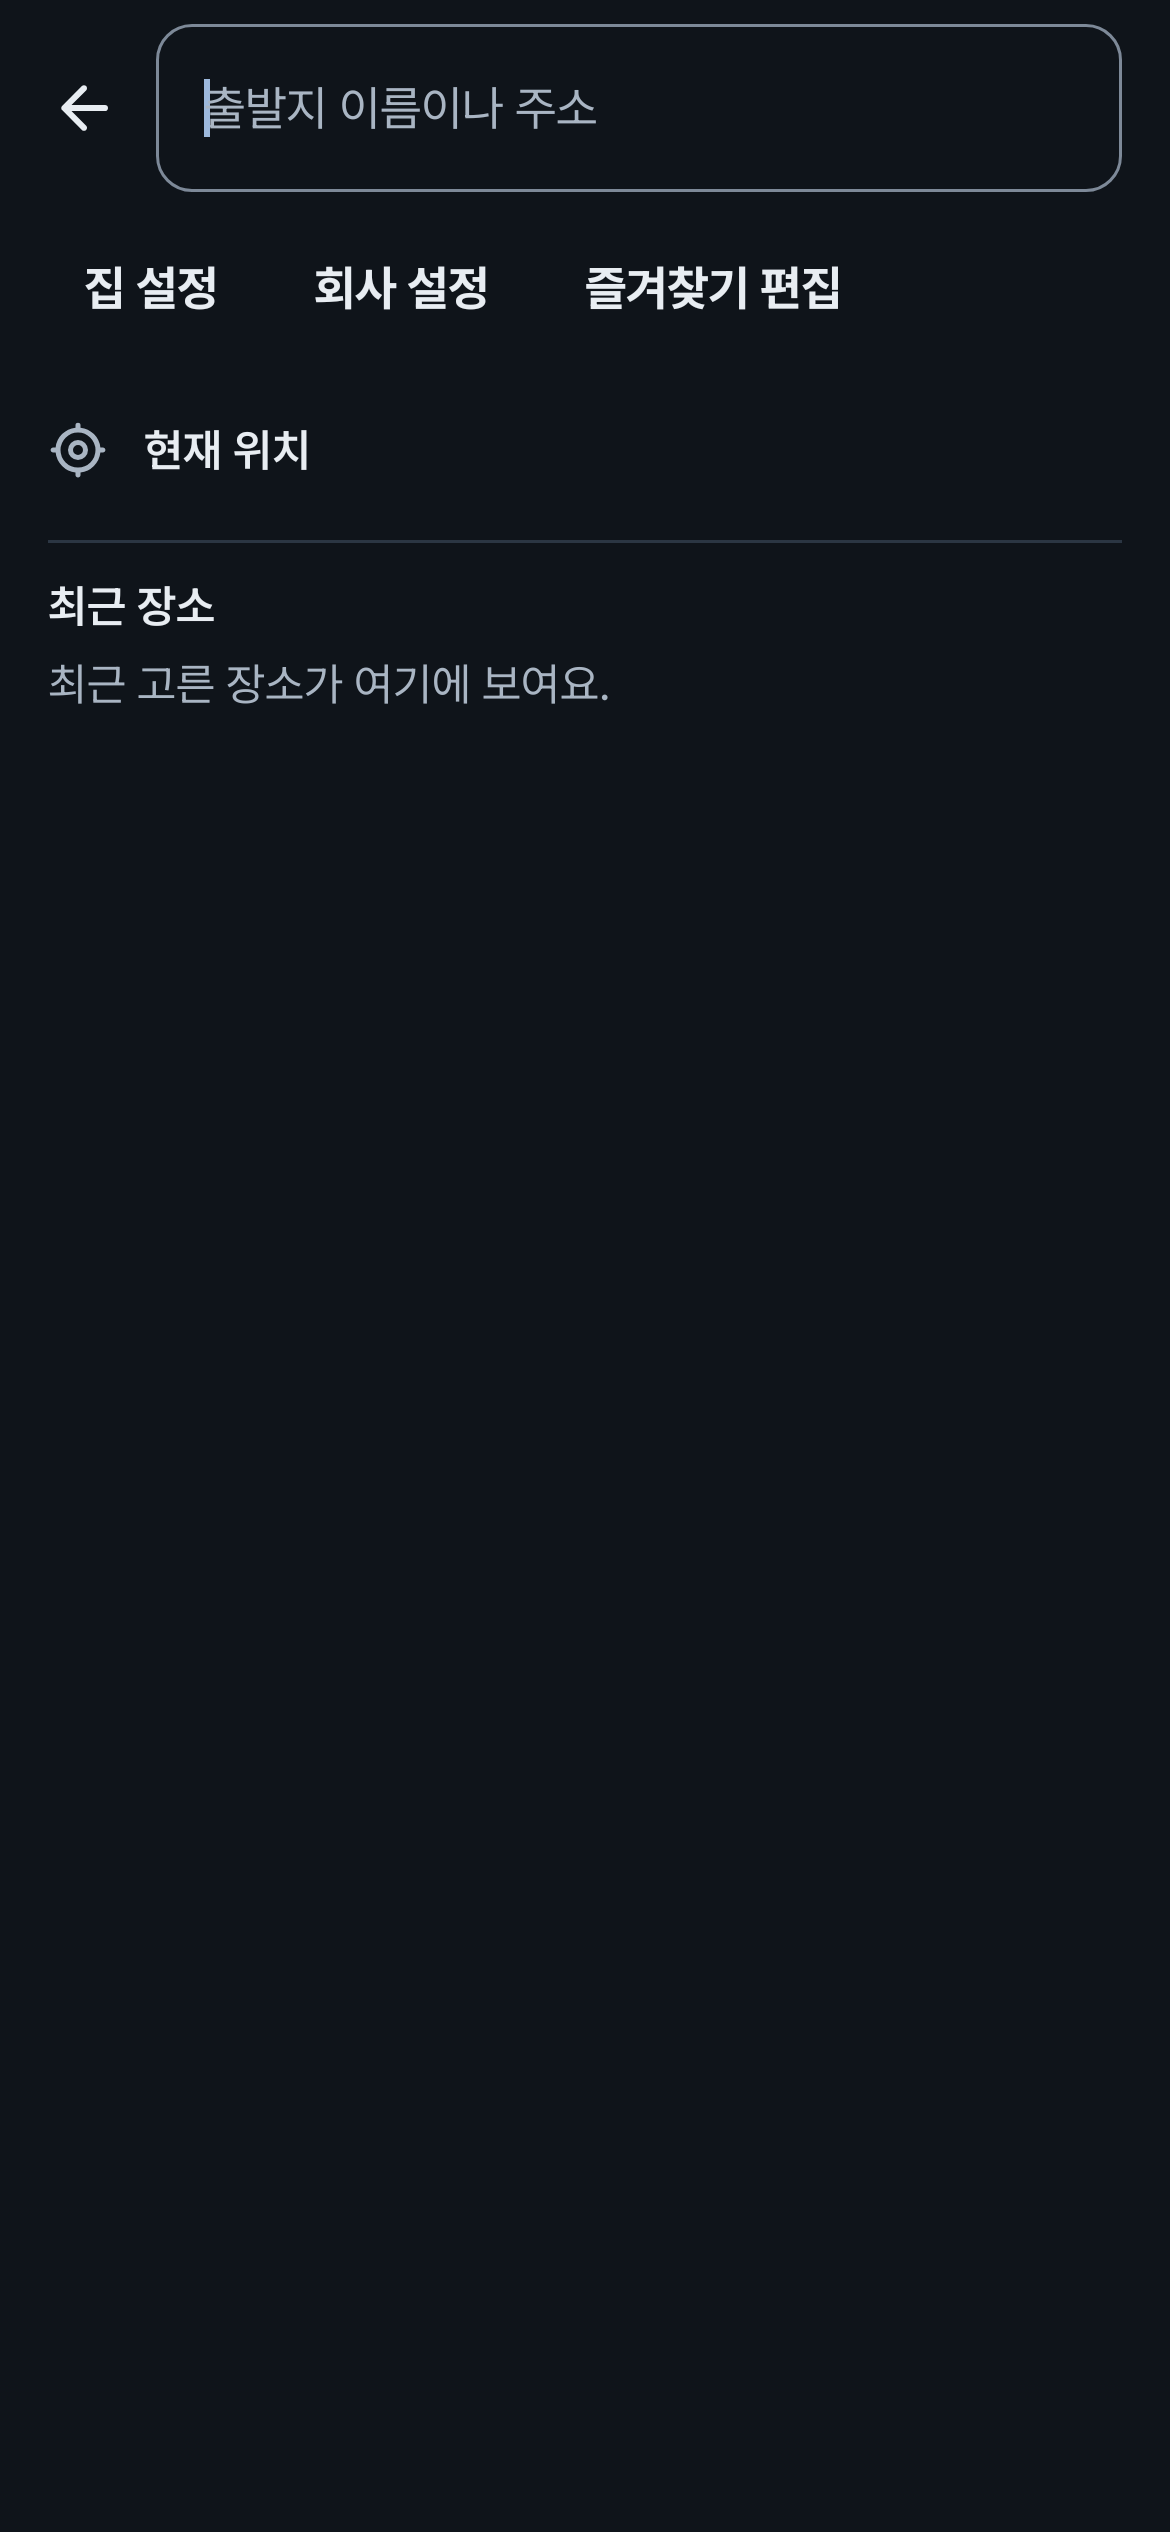 출발지 이름이나 주소
집 설정 회사 설정 즐겨찾기 편집
현재 위치
최근 장소
최근 고른 장소가 여기에 보여요.